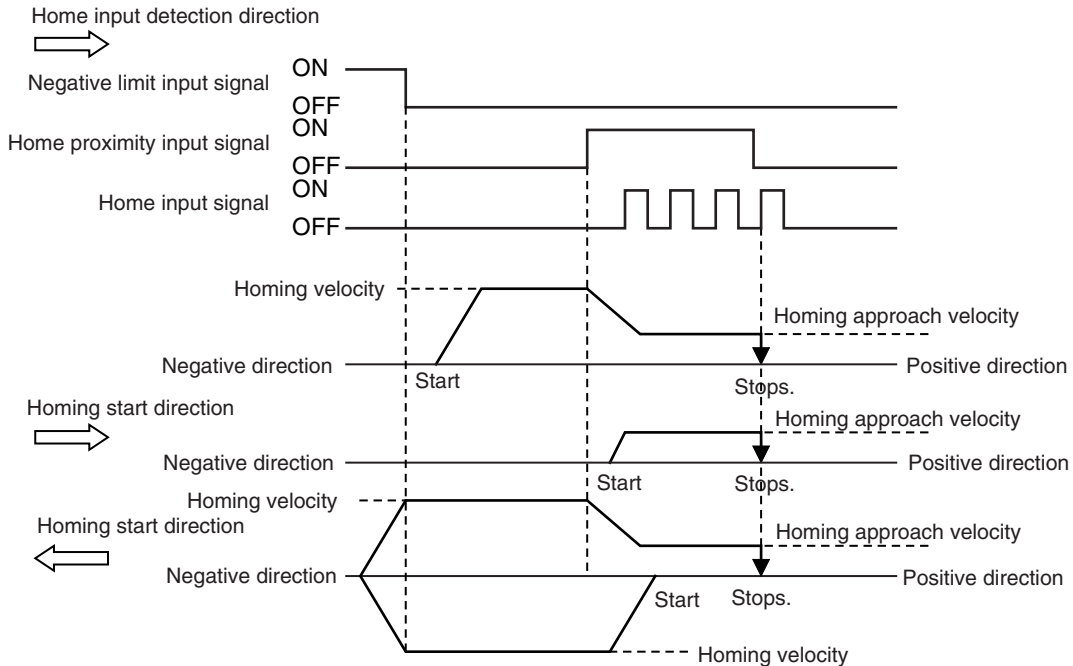 Home input detection direction
Negative limit input signal
ON
OFF
Home proximity input signal
ON
OFF
Home input signal
ON
OFF
Homing velocity
Homing approach velocity
Negative direction
Positive direction
Start
Stops.
Homing start direction
Homing approach velocity
Negative direction
Positive direction
Start
Stops.
Homing velocity
Homing start direction
Homing approach velocity
Negative direction
Positive direction
Start
Stops.
Homing velocity